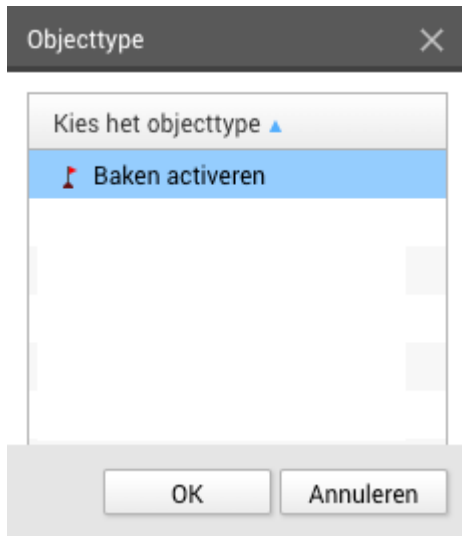 Objecttype
Kies het objecttype
Baken activeren
OK
Annuleren